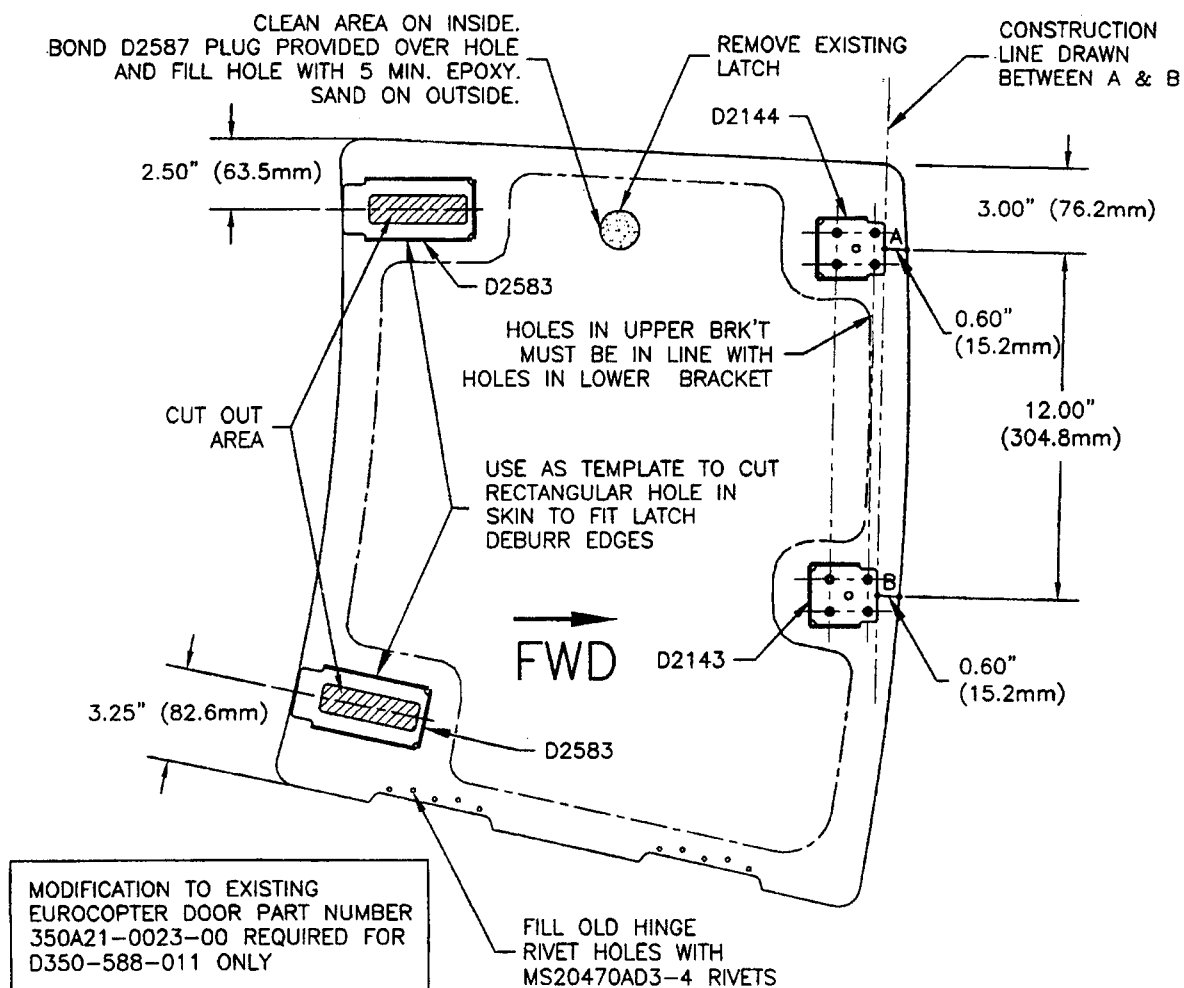 CLEAN AREA ON INSIDE.
BOND D2587 PLUG PROVIDED OVER HOLE
AND FILL HOLE WITH 5 MIN. EPOXY.
SAND ON OUTSIDE.
REMOVE EXISTING
LATCH
CONSTRUCTION
LINE DRAWN
BETWEEN A & B
D2144
2.50" (63.5mm)
3.00" (76.2mm)
A
D2583
0.60"
(15.2mm)
HOLES IN UPPER BRK'T
MUST BE IN LINE WITH
HOLES IN LOWER BRACKET
12.00"
(304.8mm)
CUT OUT
AREA
USE AS TEMPLATE TO CUT
RECTANGULAR HOLE IN
SKIN TO FIT LATCH
DEBURR EDGES
B
FWD
D2143
0.60"
(15.2mm)
3.25" (82.6mm)
D2583
MODIFICATION TO EXISTING
EUROCOPTER DOOR PART NUMBER
350A21-0023-00 REQUIRED FOR
D350-588-011 ONLY
FILL OLD HINGE
RIVET HOLES WITH
MS20470AD3-4 RIVETS